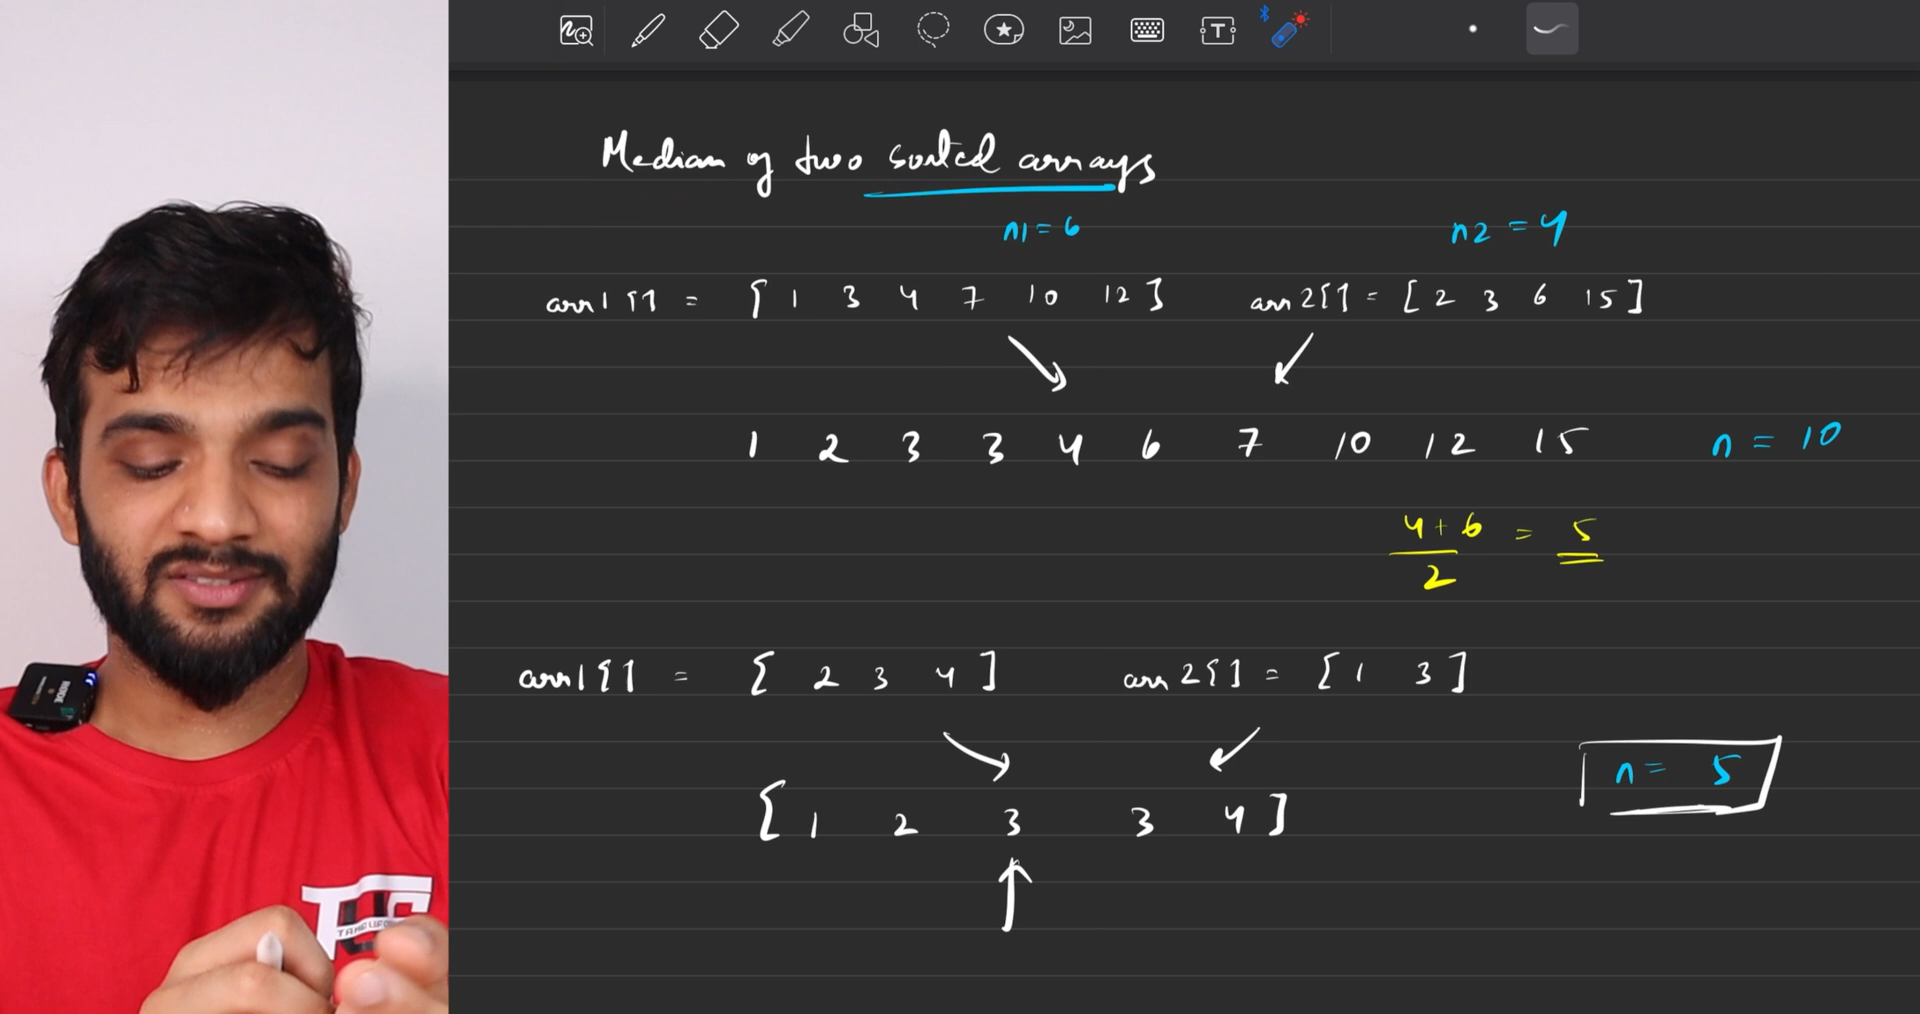 Median of two sorted arrays
n1 = 6 n2 = 4
arr1[] = [ 1 3 4 7 10 12 ] arr2[] = [ 2 3 6 15 ]
1 2 3 3 4 6 7 10 12 15 n = 10
4 + 6 = 5
2
arr1[] = [ 2 3 4 ] arr2[] = [ 1 3 ]
n = 5
[ 1 2 3 3 4 ]
TUF